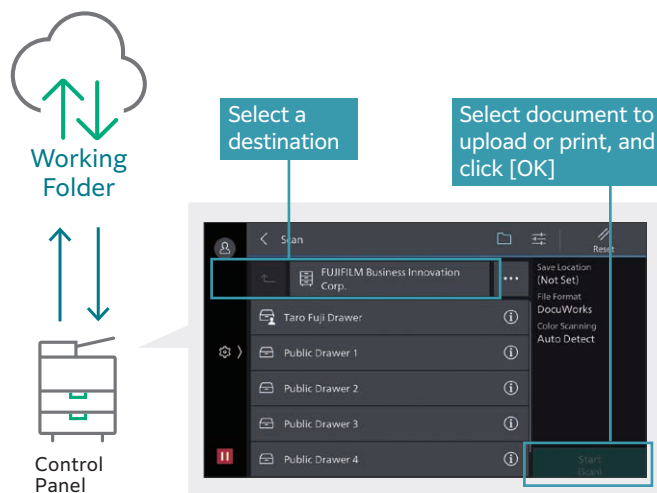 Working
Folder
Control
Panel
Select a
destination
Select document to
upload or print, and
click [OK]
Scan
Reset
FUJIFILM Business Innovation
Corp.
Taro Fuji Drawer
Public Drawer 1
Public Drawer 2
Public Drawer 3
Public Drawer 4
Save Location
(Not Set)
File Format
DocuWorks
Color Scanning
Auto Detect
Start
(Scan)